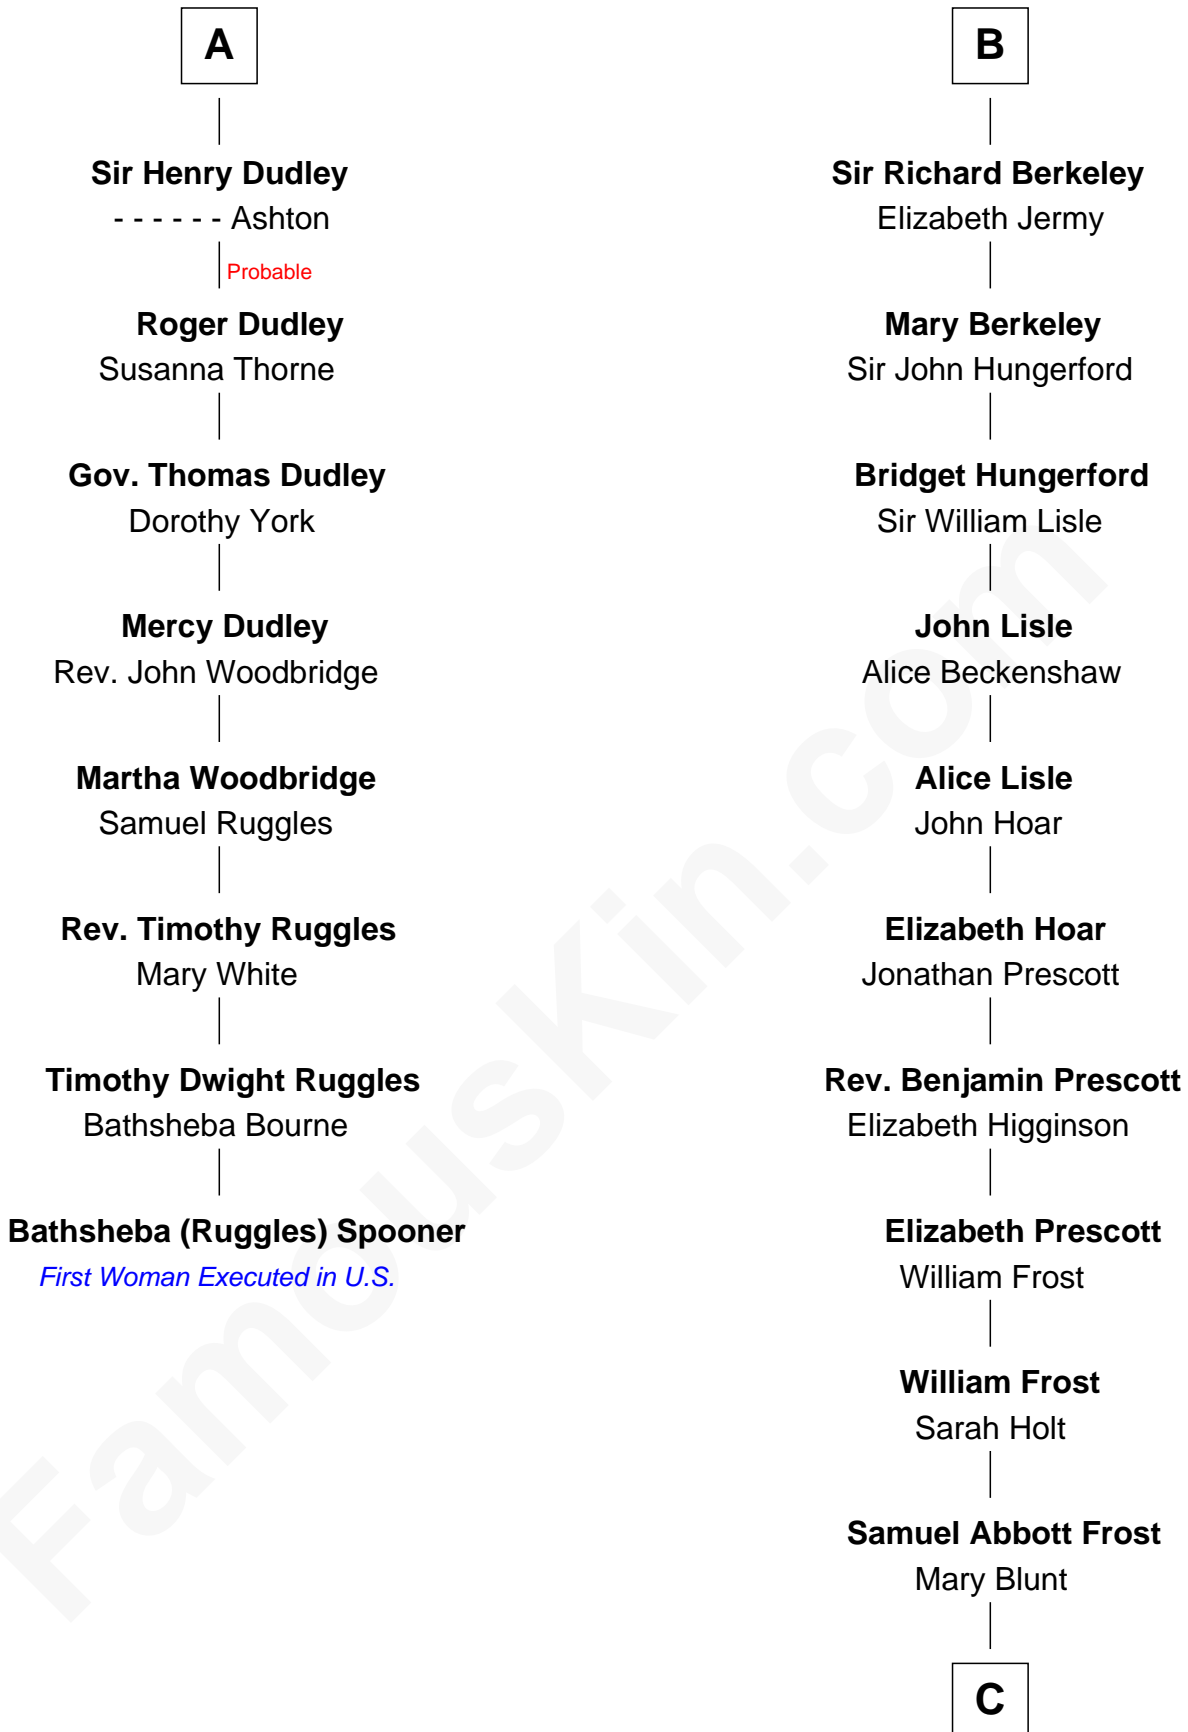 A
Sir Henry Dudley
- - - - - - Ashton
Probable
Roger Dudley
Susanna Thorne
Gov. Thomas Dudley
Dorothy York
Mercy Dudley
Rev. John Woodbridge
Martha Woodbridge
Samuel Ruggles
Rev. Timothy Ruggles
Mary White
Timothy Dwight Ruggles
Bathsheba Bourne
Bathsheba (Ruggles) Spooner
First Woman Executed in U.S.
B
Sir Richard Berkeley
Elizabeth Jermy
Mary Berkeley
Sir John Hungerford
Bridget Hungerford
Sir William Lisle
John Lisle
Alice Beckenshaw
Alice Lisle
John Hoar
Elizabeth Hoar
Jonathan Prescott
Rev. Benjamin Prescott
Elizabeth Higginson
Elizabeth Prescott
William Frost
William Frost
Sarah Holt
Samuel Abbott Frost
Mary Blunt
C
FamousKin.com